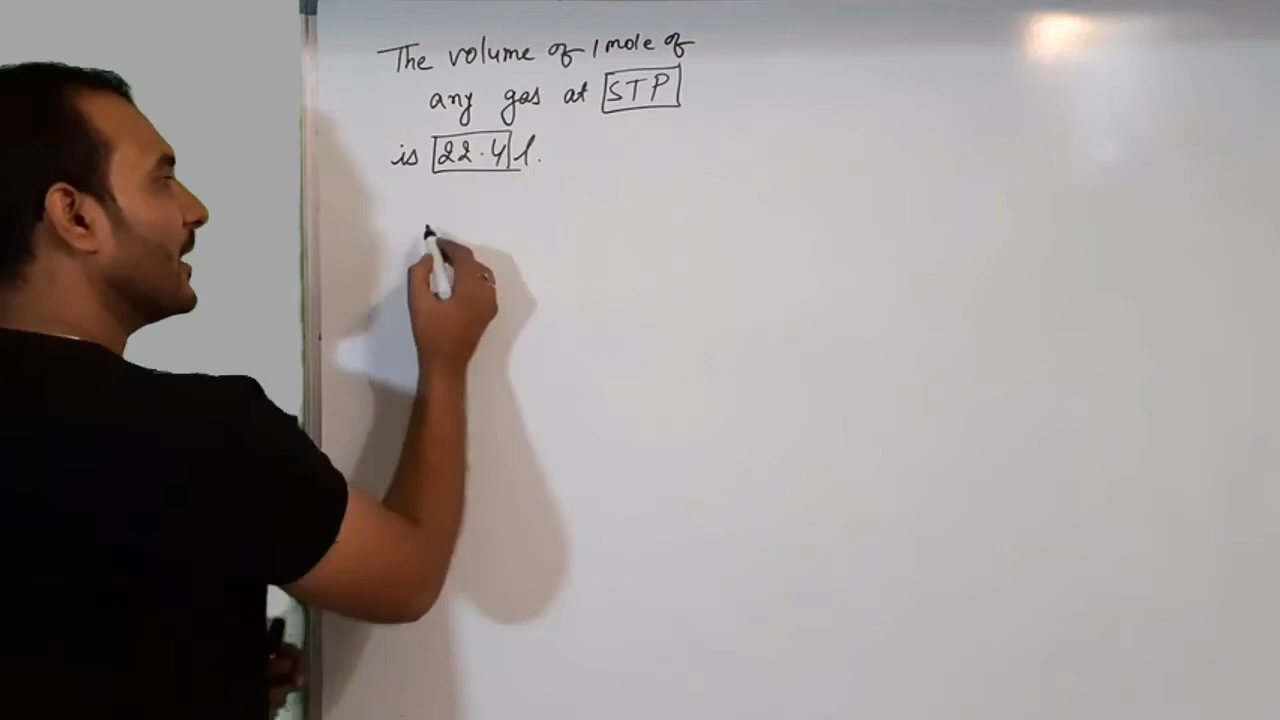 The volume of 1 mole of
any gas at STP
is 22.4 l.